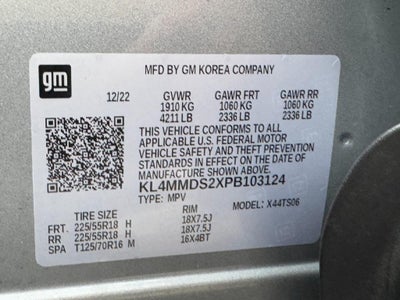 gm
MFD BY GM KOREA COMPANY
12/22 GVWR GAWR FRT GAWR RR
1910 KG 1060 KG 1060 KG
4211 LB 2336 LB 2336 LB
THIS VEHICLE CONFORMS TO ALL
APPLICABLE U.S. FEDERAL MOTOR
VEHICLE SAFETY AND THEFT PREVENTION
STANDARDS IN EFFECT ON THE DATE OF
MANUFACTURE SHOWN ABOVE.
KL4MMDS2XPB103124
TYPE: MPV MODEL: X44TS06
TIRE SIZE RIM
FRT. 225/55R18 H 18X7.5J
RR 225/55R18 H 18X7.5J
SPA T125/70R16 M 16X4BT